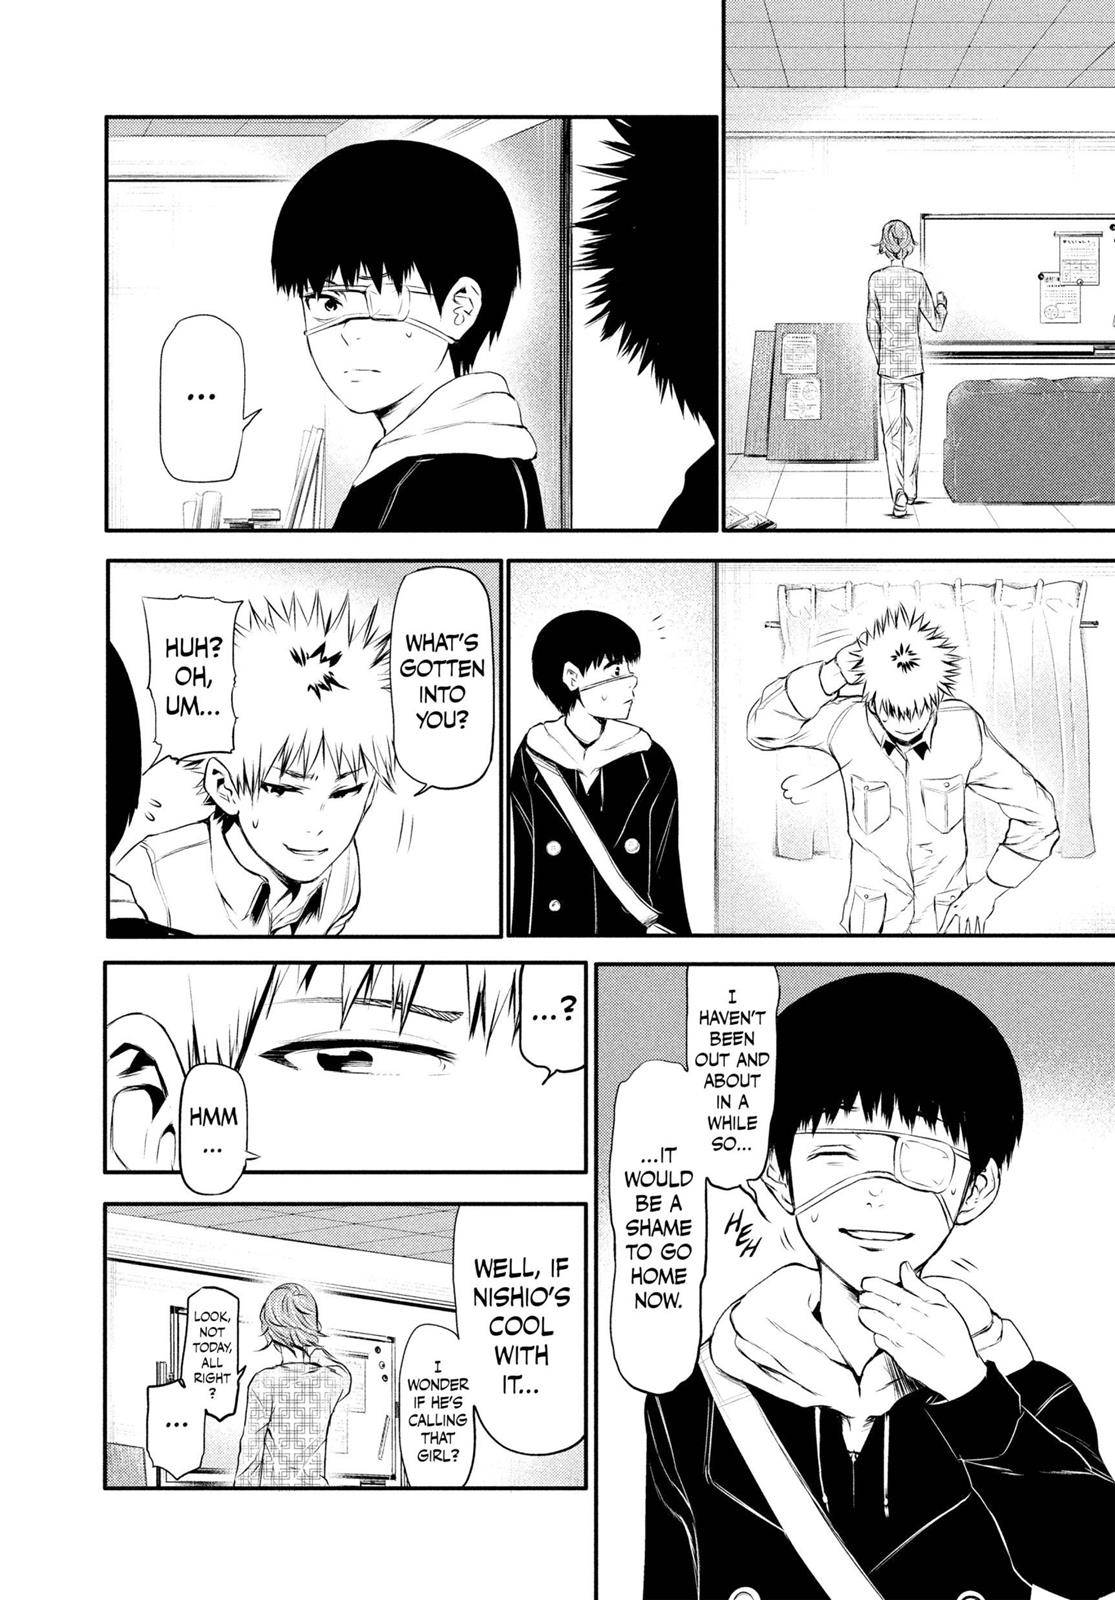 ...
WHAT'S
GOTTEN
INTO
YOU?
HUH?
OH,
UM...
I
HAVEN'T
BEEN
OUT AND
ABOUT
IN A
WHILE
SO...
...IT
WOULD
BE A
SHAME
TO GO
HOME
NOW.
HEH
...?
HMM
...
WELL, IF
NISHIO'S
COOL
WITH
IT...
I
WONDER
IF HE'S
CALLING
THAT
GIRL?
LOOK,
NOT
TODAY,
ALL
RIGHT?
...